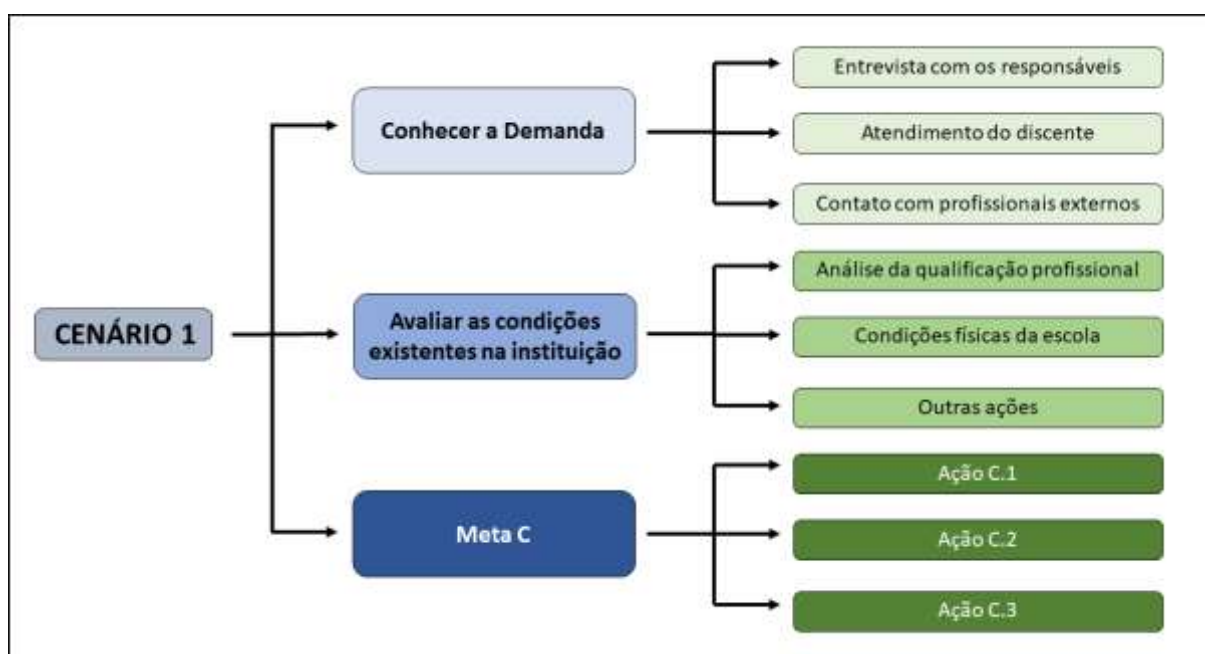 CENÁRIO 1
Conhecer a Demanda
Entrevista com os responsáveis
Atendimento do discente
Contato com profissionais externos
Avaliar as condições
existentes na instituição
Análise da qualificação profissional
Condições físicas da escola
Outras ações
Meta C
Ação C.1
Ação C.2
Ação C.3